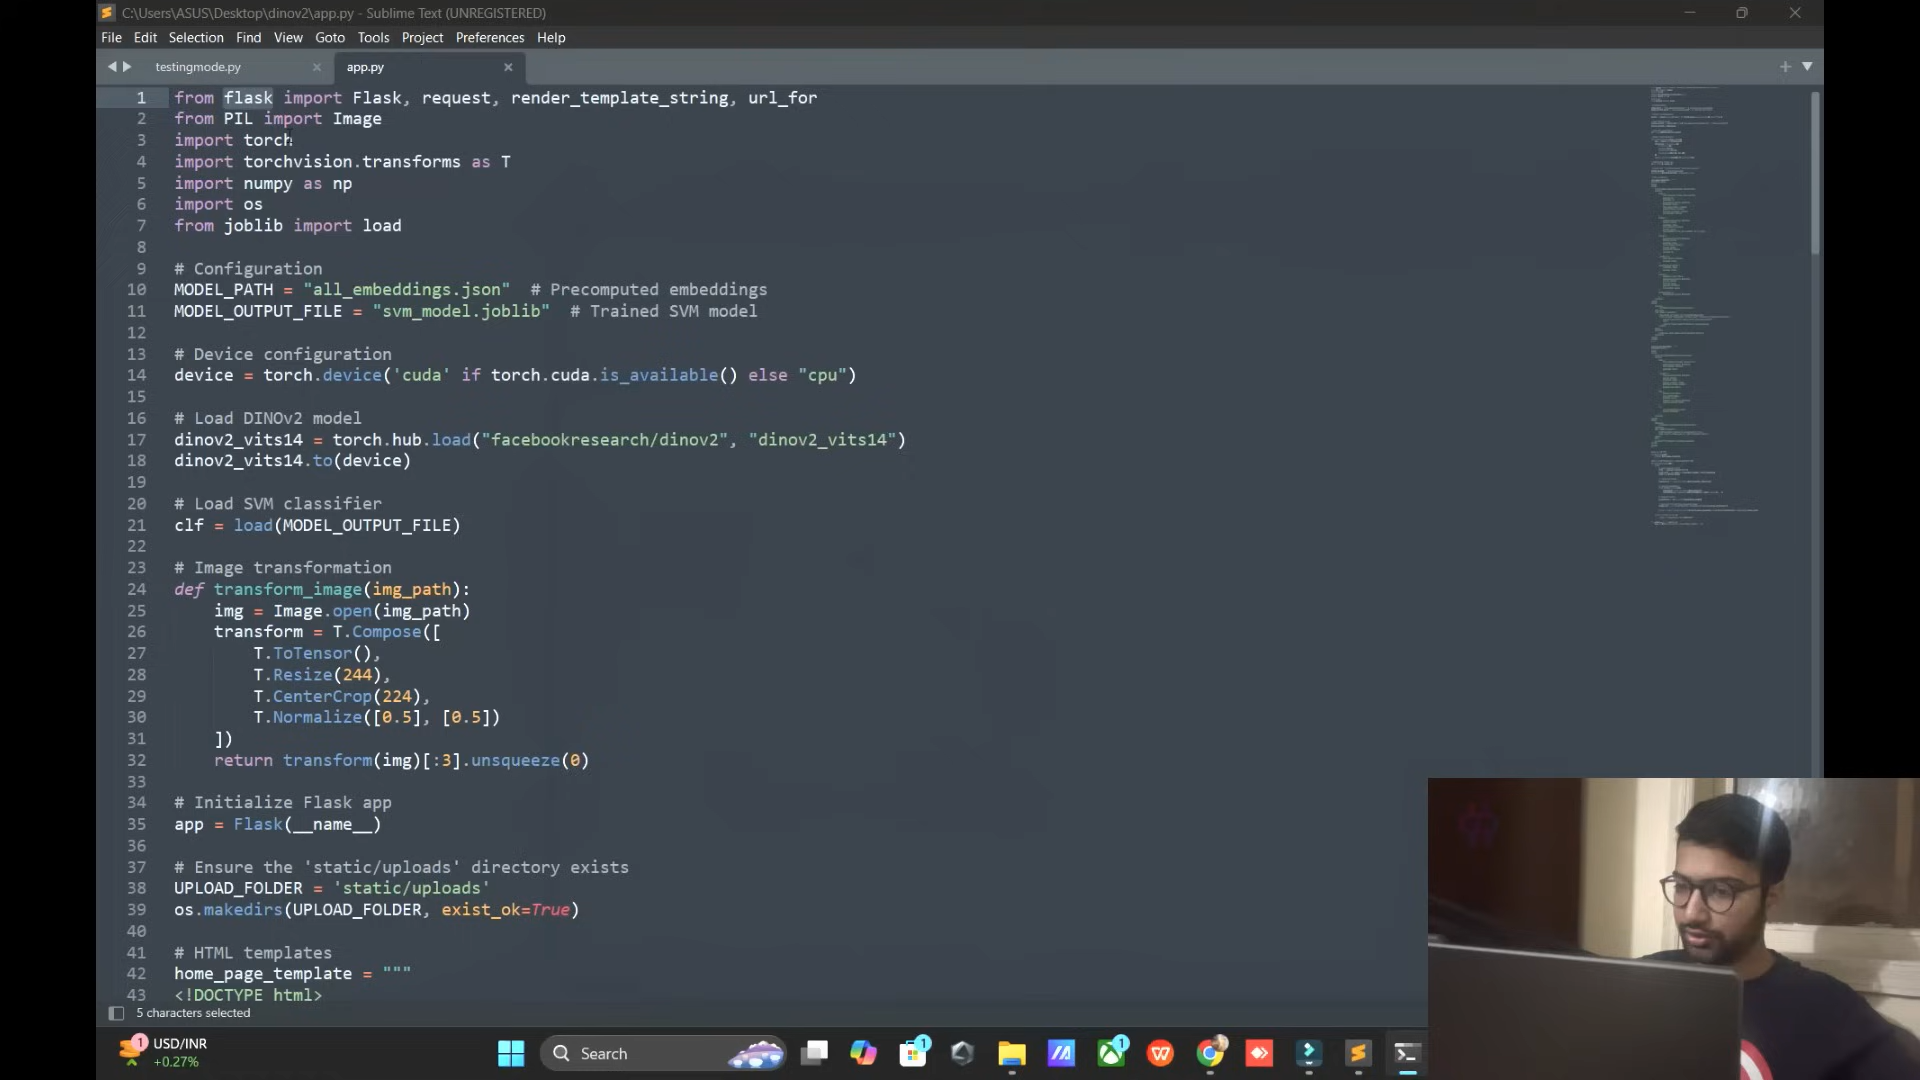 C:\Users\ASUS\Desktop\dinov2\app.py - Sublime Text (UNREGISTERED)
File Edit Selection Find View Goto Tools Project Preferences Help
testingmode.py app.py
1 from flask import Flask, request, render_template_string, url_for
2 from PIL import Image
3 import torch
4 import torchvision.transforms as T
5 import numpy as np
6 import os
7 from joblib import load
8
9 # Configuration
10 MODEL_PATH = "all_embeddings.json"  # Precomputed embeddings
11 MODEL_OUTPUT_FILE = "svm_model.joblib"  # Trained SVM model
12
13 # Device configuration
14 device = torch.device('cuda' if torch.cuda.is_available() else "cpu")
15
16 # Load DINOv2 model
17 dinov2_vits14 = torch.hub.load("facebookresearch/dinov2", "dinov2_vits14")
18 dinov2_vits14.to(device)
19
20 # Load SVM classifier
21 clf = load(MODEL_OUTPUT_FILE)
22
23 # Image transformation
24 def transform_image(img_path):
25     img = Image.open(img_path)
26     transform = T.Compose([
27         T.ToTensor(),
28         T.Resize(244),
29         T.CenterCrop(224),
30         T.Normalize([0.5], [0.5])
31     ])
32     return transform(img)[:3].unsqueeze(0)
33
34 # Initialize Flask app
35 app = Flask(__name__)
36
37 # Ensure the 'static/uploads' directory exists
38 UPLOAD_FOLDER = 'static/uploads'
39 os.makedirs(UPLOAD_FOLDER, exist_ok=True)
40
41 # HTML templates
42 home_page_template = """
43 <!DOCTYPE html>
5 characters selected
1 USD/INR
+0.27%
Search
1
1